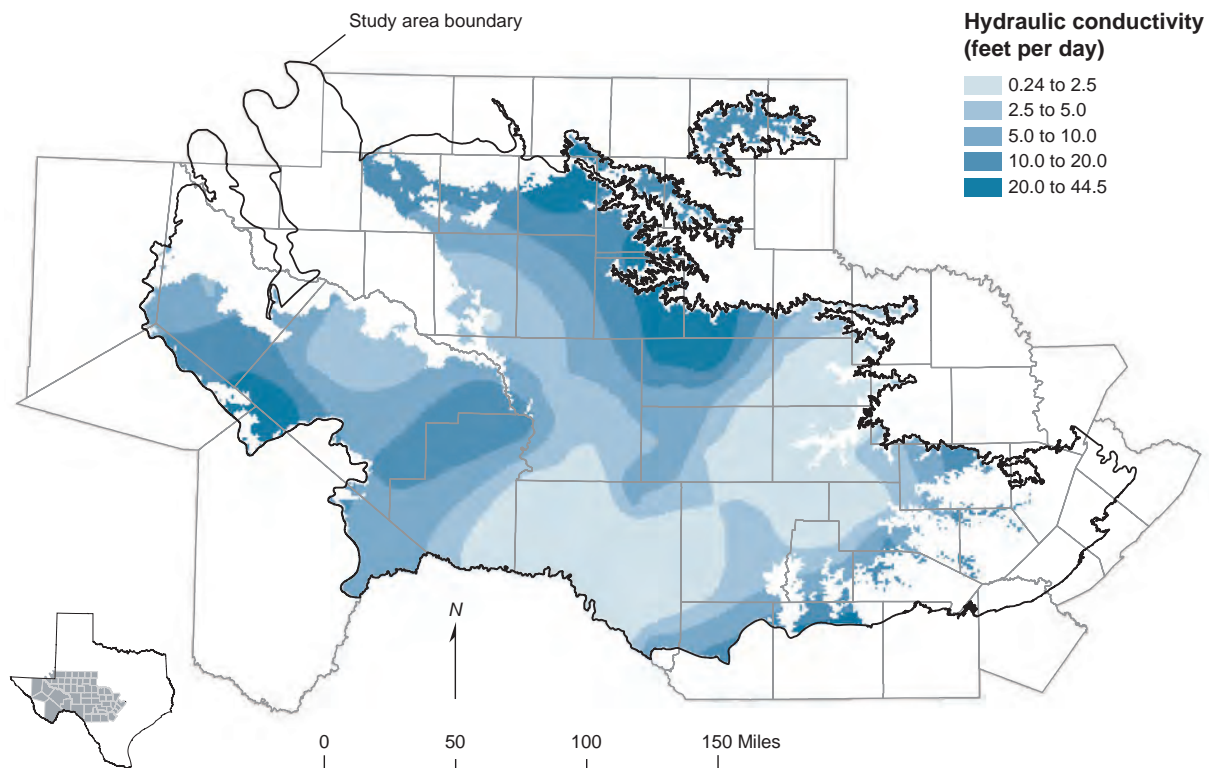 Study area boundary
Hydraulic conductivity
(feet per day)
0.24 to 2.5
2.5 to 5.0
5.0 to 10.0
10.0 to 20.0
20.0 to 44.5
N
0 50 100 150 Miles